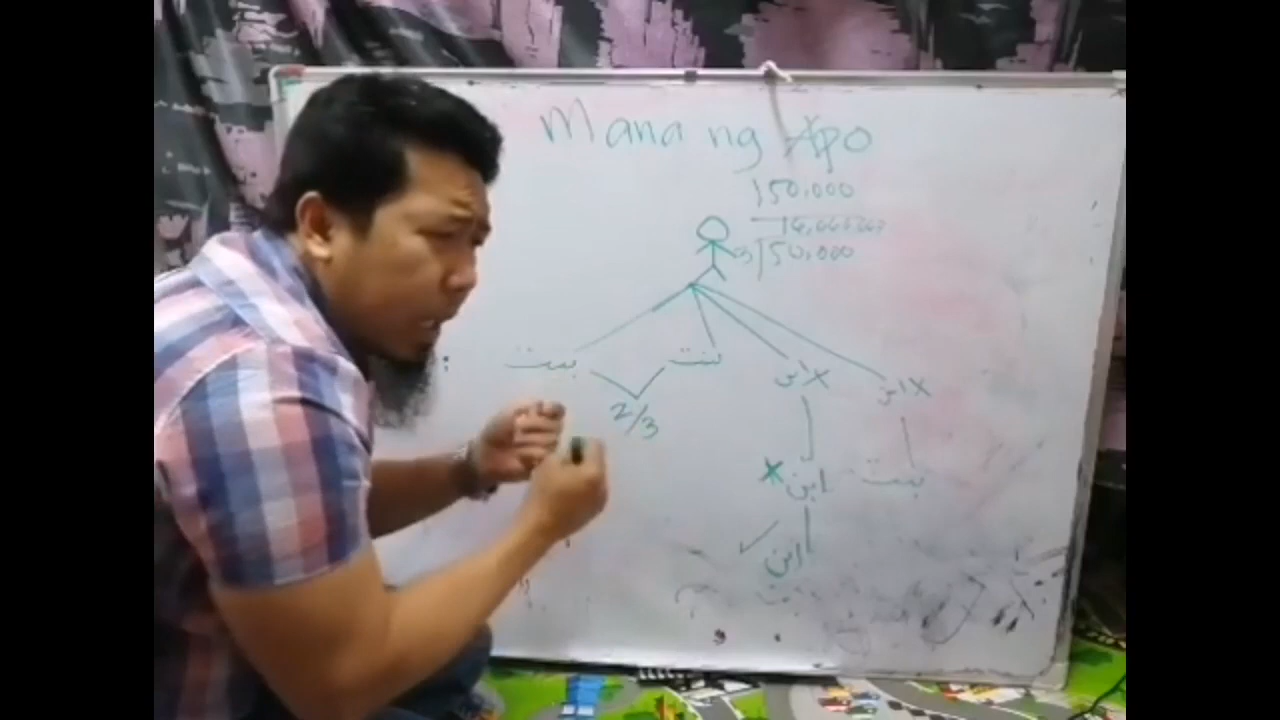 Mana ng Apo
150,000
3 150,000
بنت بنت ابن X ابن X
2/3
ابن بنت
ابن